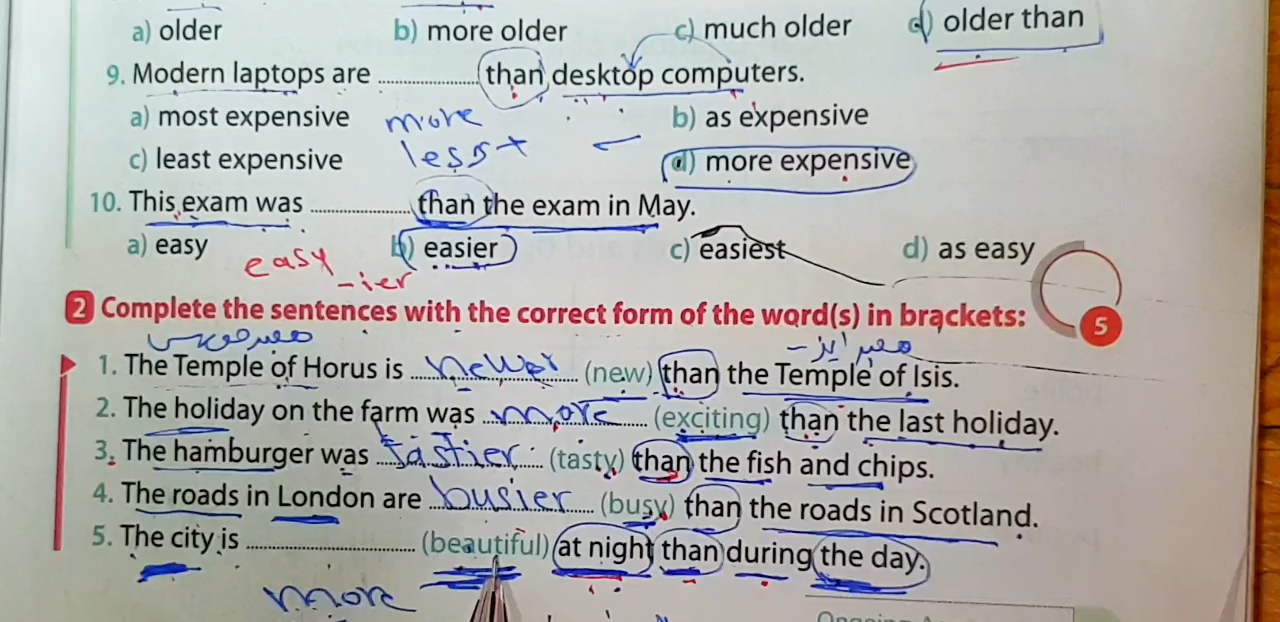 a) older b) more older c) much older d) older than
9. Modern laptops are ............ than desktop computers.
a) most expensive more b) as expensive
c) least expensive less + d) more expensive
10. This exam was ............ than the exam in May.
a) easy b) easier c) easiest d) as easy
easy -ier
2 Complete the sentences with the correct form of the word(s) in brackets: 5
1. The Temple of Horus is newer (new) than the Temple of Isis.
2. The holiday on the farm was more (exciting) than the last holiday.
3. The hamburger was tastier (tasty) than the fish and chips.
4. The roads in London are busier (busy) than the roads in Scotland.
5. The city is ............ (beautiful) at night than during the day.
more